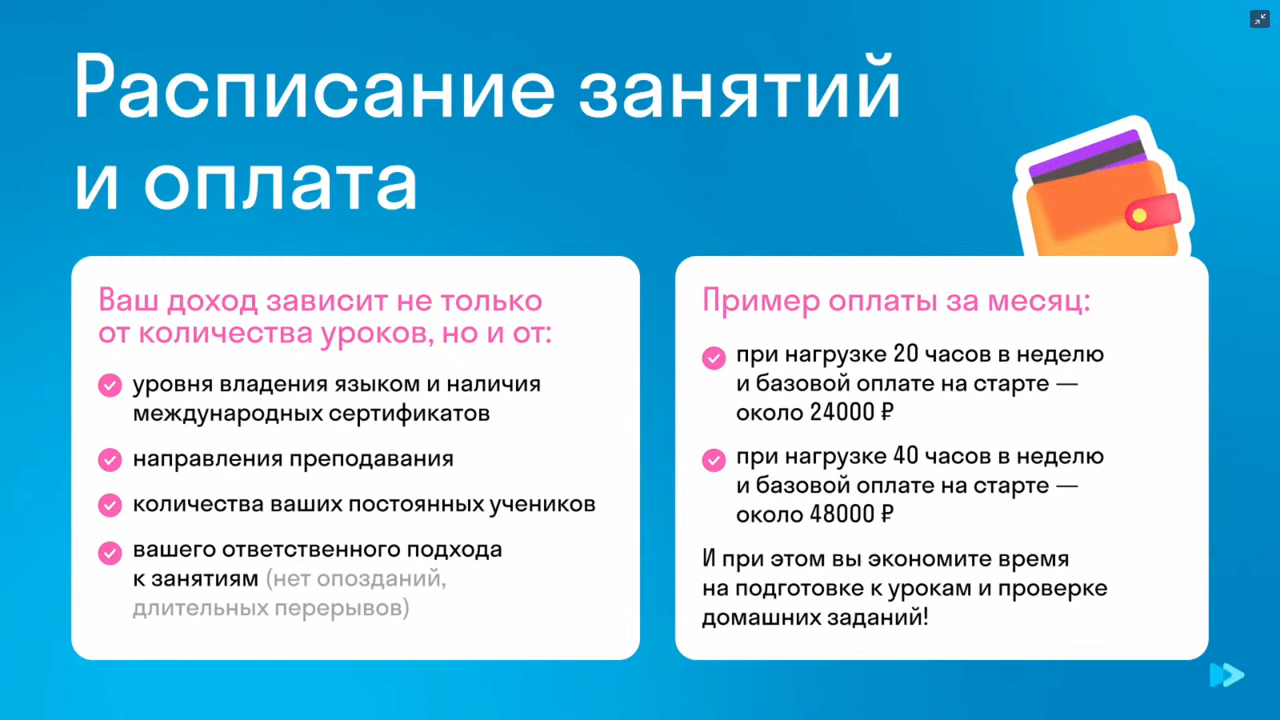 Расписание занятий
и оплата
Ваш доход зависит не только
от количества уроков, но и от:
уровня владения языком и наличия
международных сертификатов
направления преподавания
количества ваших постоянных учеников
вашего ответственного подхода
к занятиям (нет опозданий,
длительных перерывов)
Пример оплаты за месяц:
при нагрузке 20 часов в неделю
и базовой оплате на старте —
около 24000 ₽
при нагрузке 40 часов в неделю
и базовой оплате на старте —
около 48000 ₽
И при этом вы экономите время
на подготовке к урокам и проверке
домашних заданий!